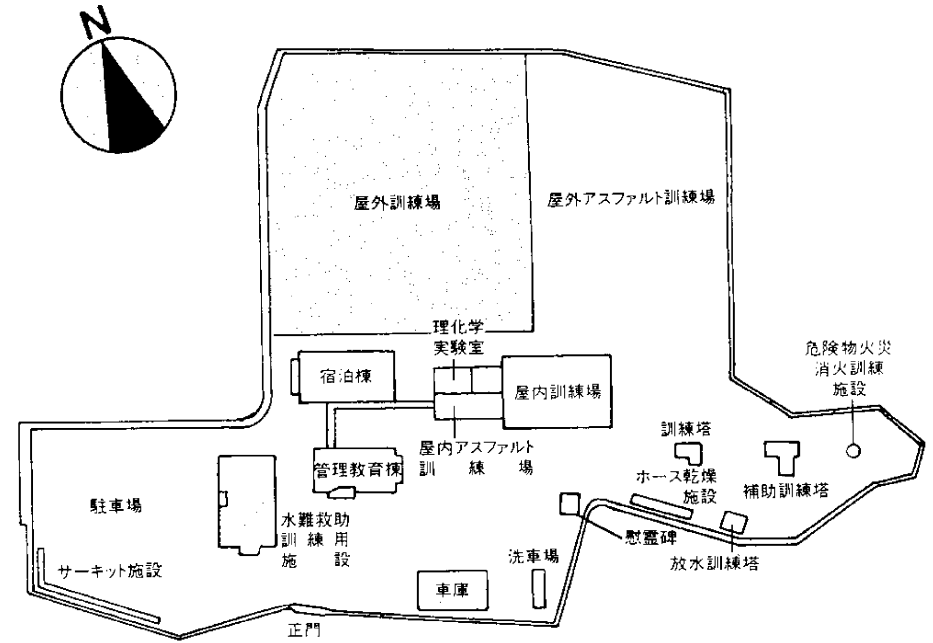 N
屋外訓練場
屋外アスファルト訓練場
理化学
実験室
危険物火災
消火訓練
施設
宿泊棟
屋内訓練場
訓練塔
屋内アスファルト
訓練場
管理教育棟
ホース乾燥
施設
補助訓練塔
駐車場
水難救助
訓練用
施設
慰霊碑
洗車場
放水訓練塔
サーキット施設
車庫
正門